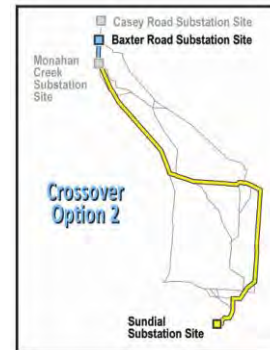 Casey Road Substation Site
Baxter Road Substation Site
Monahan
Creek
Substation
Site
Crossover
Option 2
Sundial
Substation Site